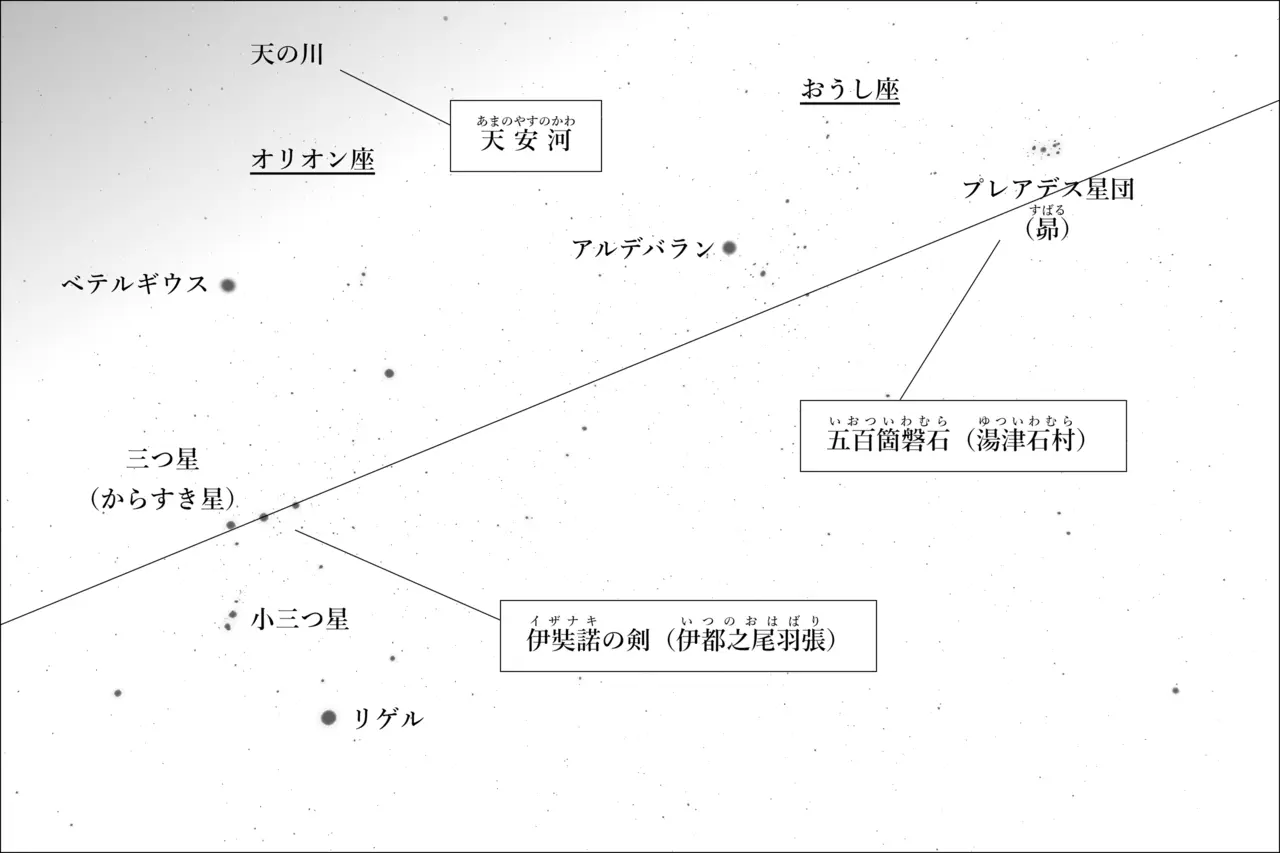 天の川
あまのやすのかわ
天安河
おうし座
オリオン座
プレアデス星団
すばる
（昴）
アルデバラン
ベテルギウス
いおついわむら ゆついわむら
五百箇磐石（湯津石村）
三つ星
（からすき星）
小三つ星
イザナキ いつのおはばり
伊奘諾の剣（伊都之尾羽張）
リゲル